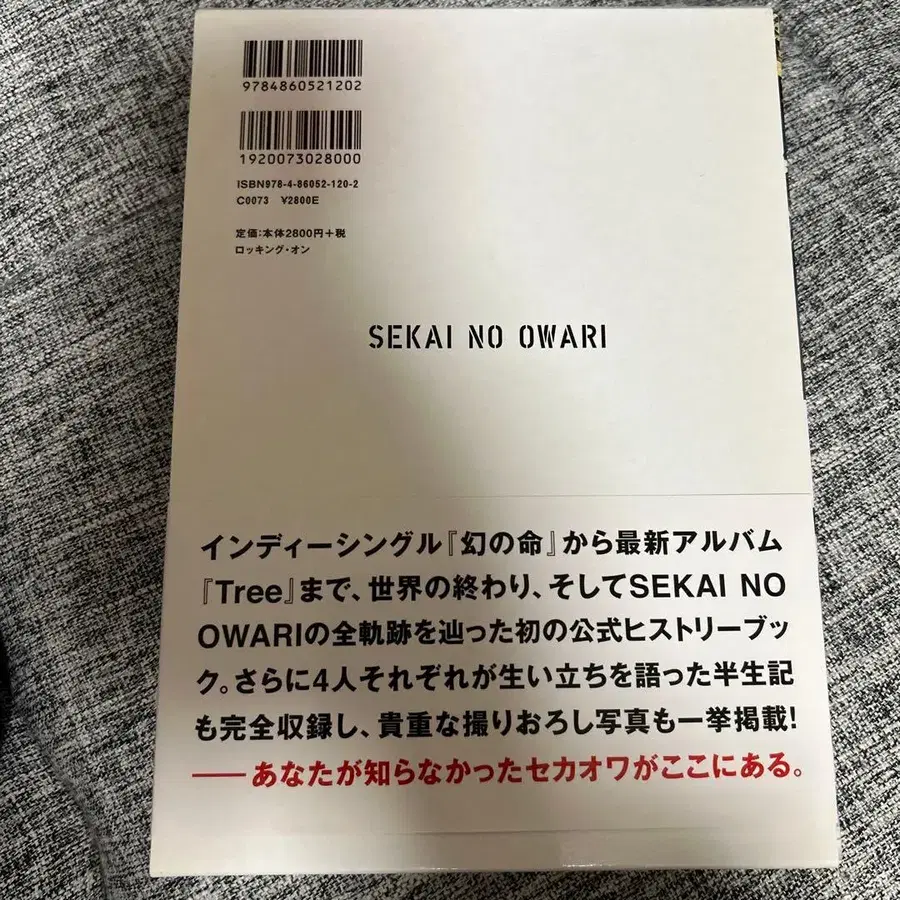 9784860521202
1920073028000
ISBN978-4-86052-120-2
C0073 ¥2800E
定価:本体2800円+税
ロッキング・オン
SEKAI NO OWARI
インディーシングル『幻の命』から最新アルバム
『Tree』まで、世界の終わり、そしてSEKAI NO
OWARIの全軌跡を辿った初の公式ヒストリーブッ
ク。さらに4人それぞれが生い立ちを語った半生記
も完全収録し、貴重な撮りおろし写真も一挙掲載!
——あなたが知らなかったセカオワがここにある。